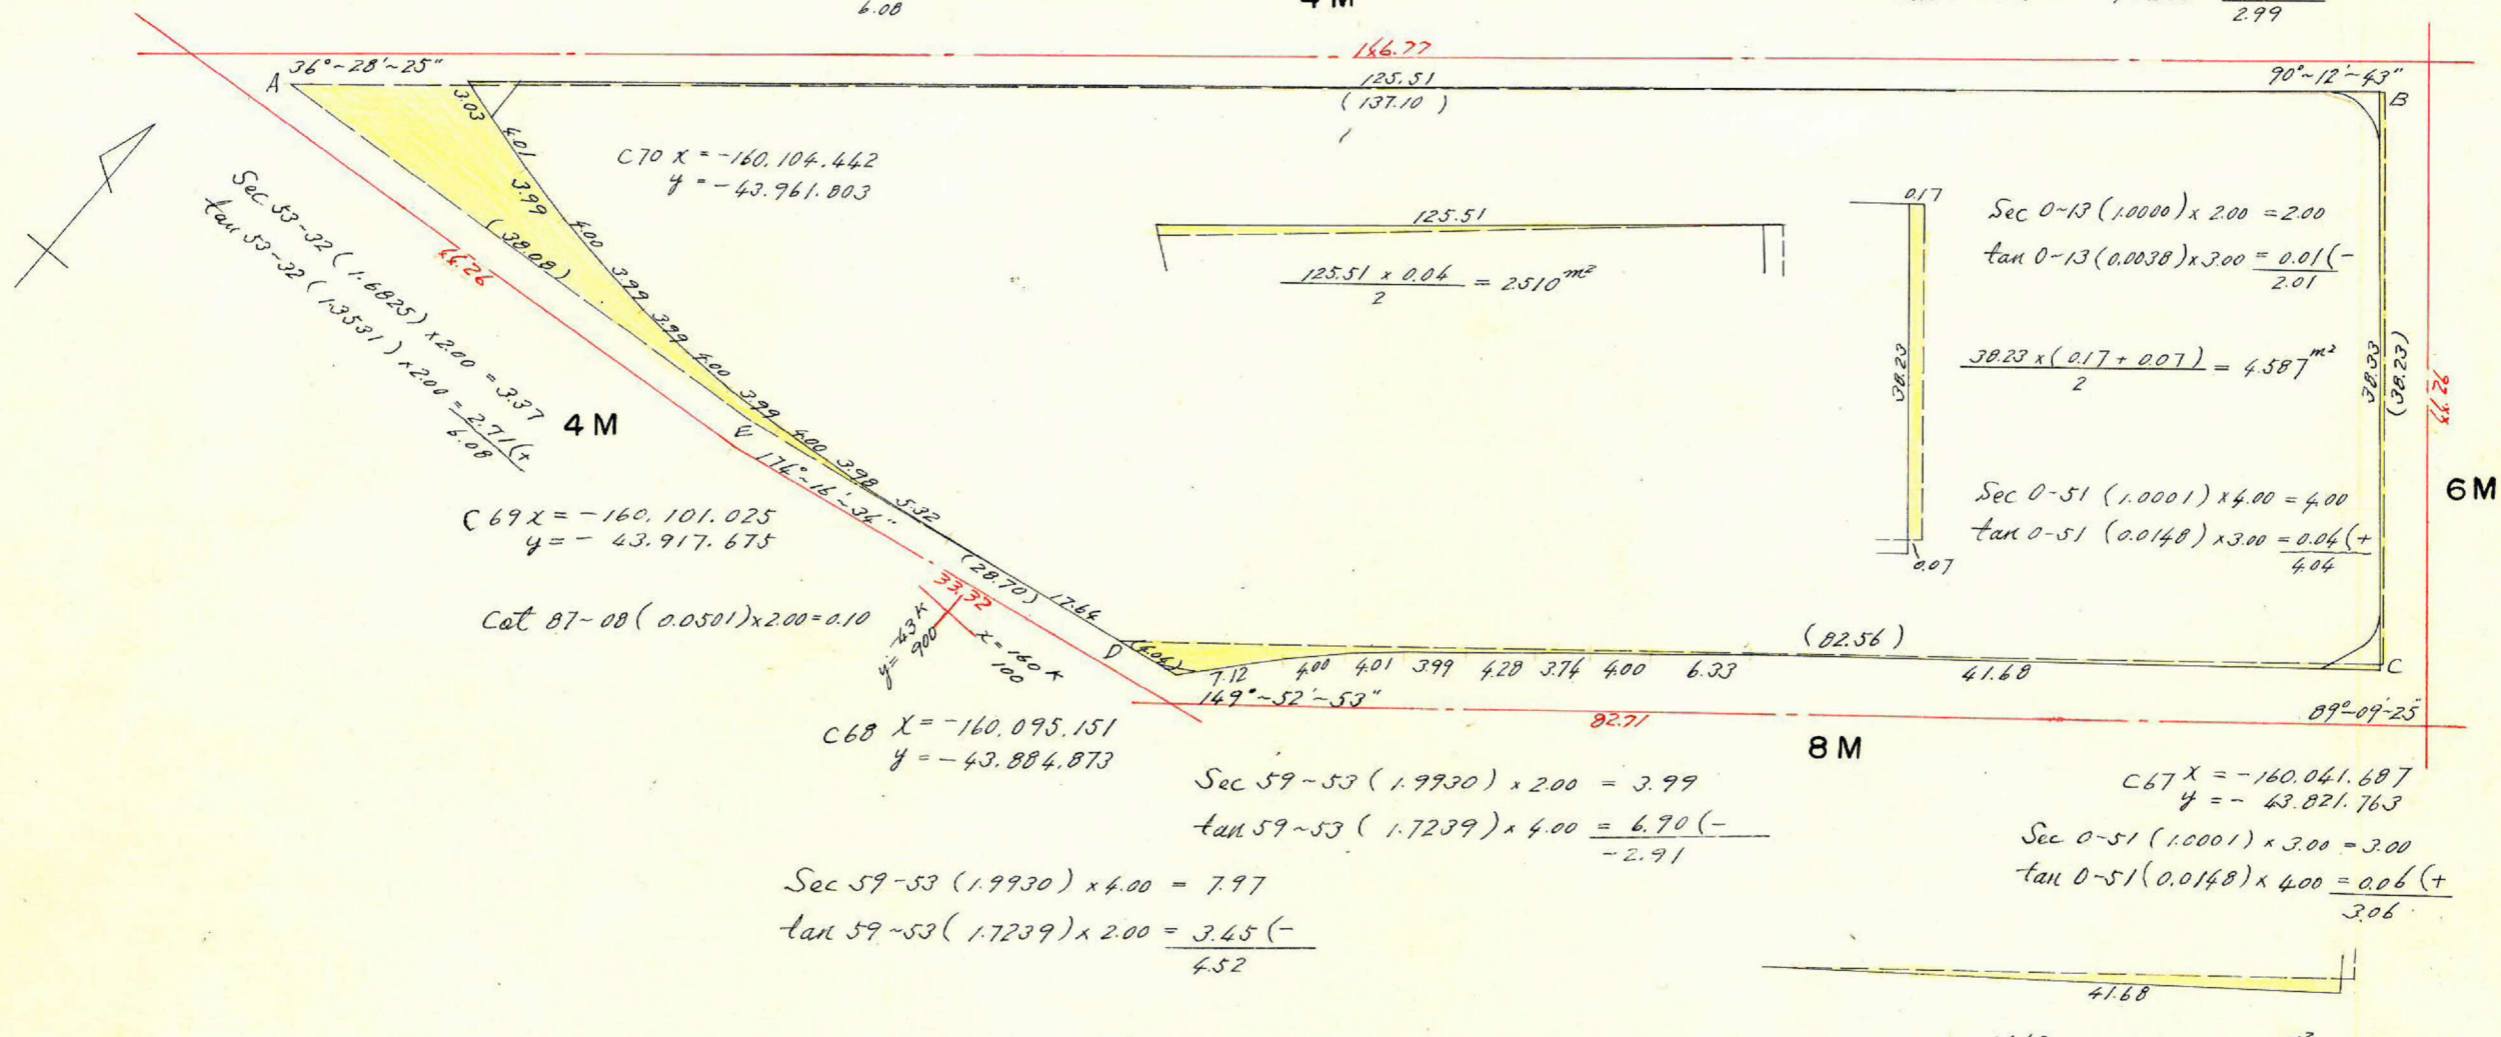 6.08
4M
2.99
146.77
36°~28'~25"
125.51
(137.10)
90°~12'~43"
A
B
3.03
4.01
3.99
4.00
3.99
3.99
4.00
3.99
4.00
3.98
5.32
17.64
C70 x = -160.104.442
y = -43.961.803
Sec 53~32 (1.6825) x2.00 = 3.37
tan 53~32 (1.3531) x2.00 = 2.71(+
6.08
(38.08)
44.26
125.51
125.51 x 0.04
2
= 2.510 m²
0.17
38.23
0.07
Sec 0~13 (1.0000) x 2.00 = 2.00
tan 0~13 (0.0038) x 3.00 = 0.01 (-
2.01
38.23 x (0.17 + 0.07)
2
= 4.587 m²
38.33
(38.23)
44.26
4M
6M
174°~16'~34"
C69 x = -160.101.025
y = - 43.917.675
Sec 0-51 (1.0001) x 4.00 = 4.00
tan 0-51 (0.0148) x 3.00 = 0.04 (+
4.04
(28.70)
33.32
Cot 87~08 (0.0501) x 2.00 = 0.10
y = -43K
900
x = -160K
100
D
(4.04)
(82.56)
7.12 4.00 4.01 3.99 4.28 3.74 4.00 6.33 41.68
C
149°~52'~53"
82.71
89°-09'-25"
8M
C68 x = -160.095.151
y = -43.884.873
C67 x = -160.041.687
y = - 43.821.763
Sec 59~53 (1.9930) x 2.00 = 3.99
tan 59~53 (1.7239) x 4.00 = 6.90 (-
-2.91
Sec 0-51 (1.0001) x 3.00 = 3.00
tan 0-51 (0.0148) x 4.00 = 0.06 (+
3.06
Sec 59-53 (1.9930) x 4.00 = 7.97
tan 59~53 (1.7239) x 2.00 = 3.45 (-
4.52
41.68